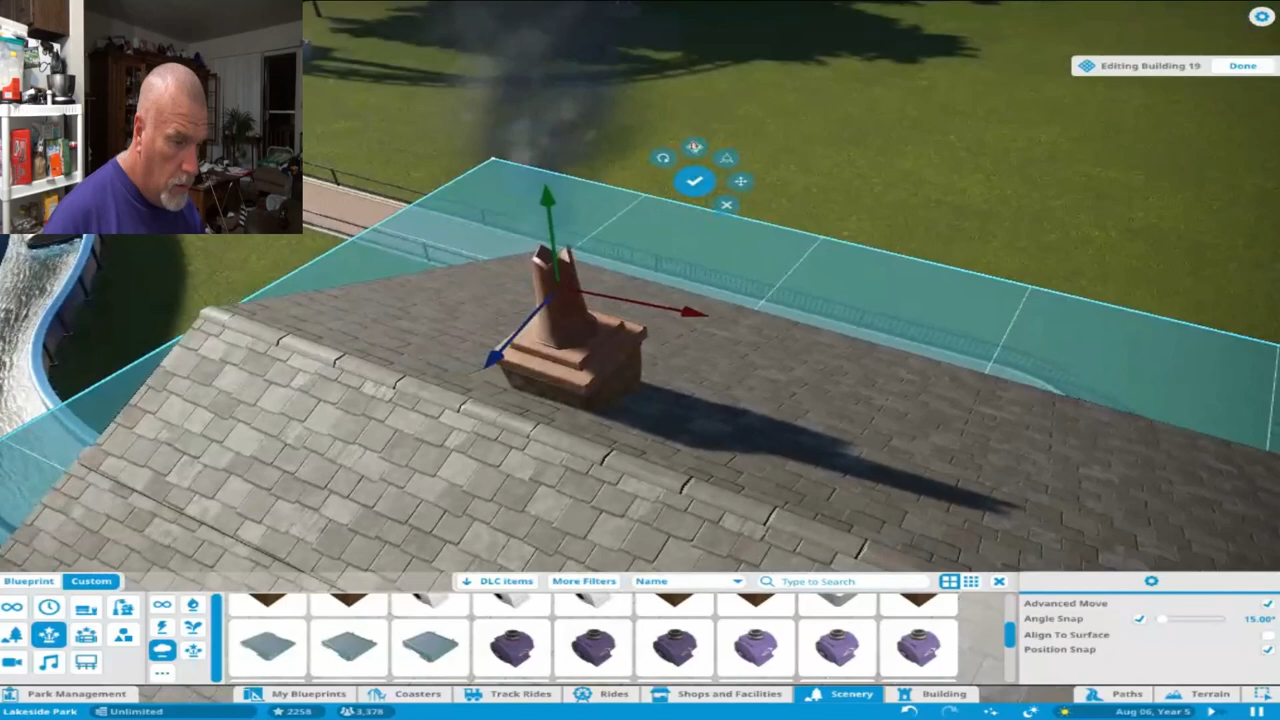 Editing Building 19 Done
Blueprint Custom DLC items More Filters Name Type to Search
Advanced Move
Angle Snap 15.00°
Align To Surface
Position Snap
Park Management My Blueprints Coasters Track Rides Rides Shops and Facilities Scenery Building Paths Terrain
Lakeside Park Unlimited 2258 3,378 Aug 06, Year 5